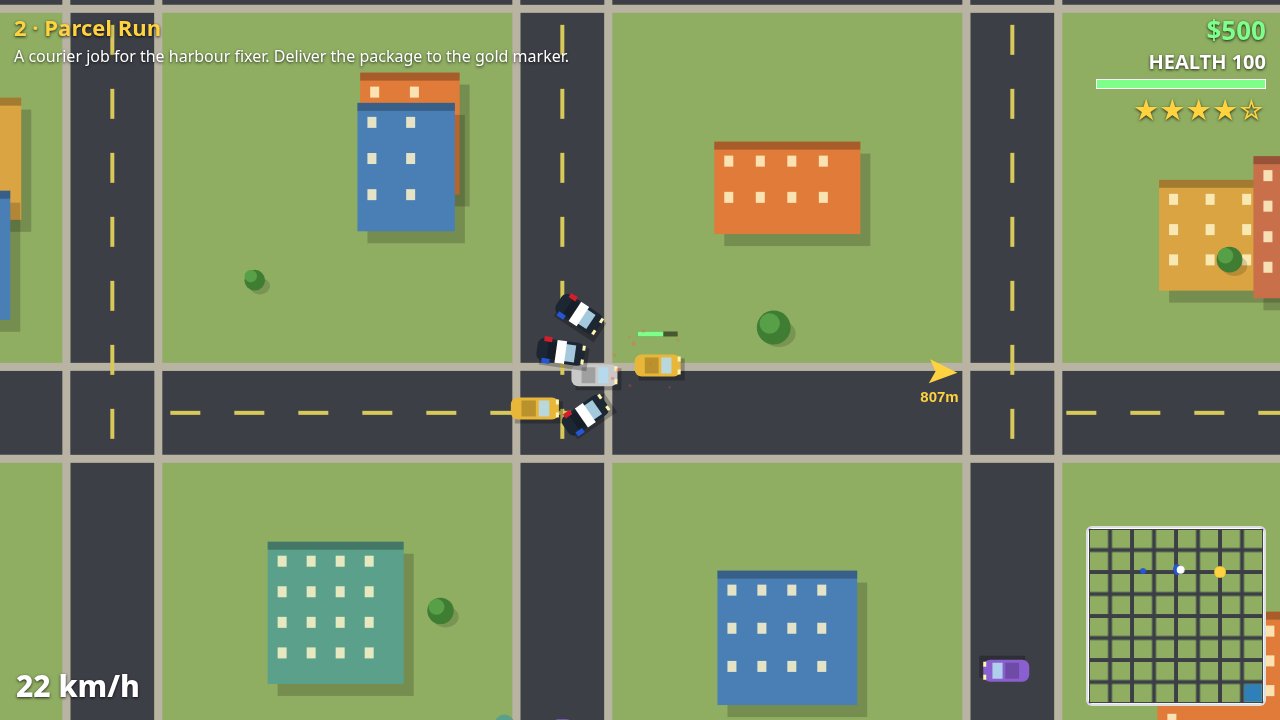 2 · Parcel Run
A courier job for the harbour fixer. Deliver the package to the gold marker.
$500
HEALTH 100
★★★★☆
807m
22 km/h